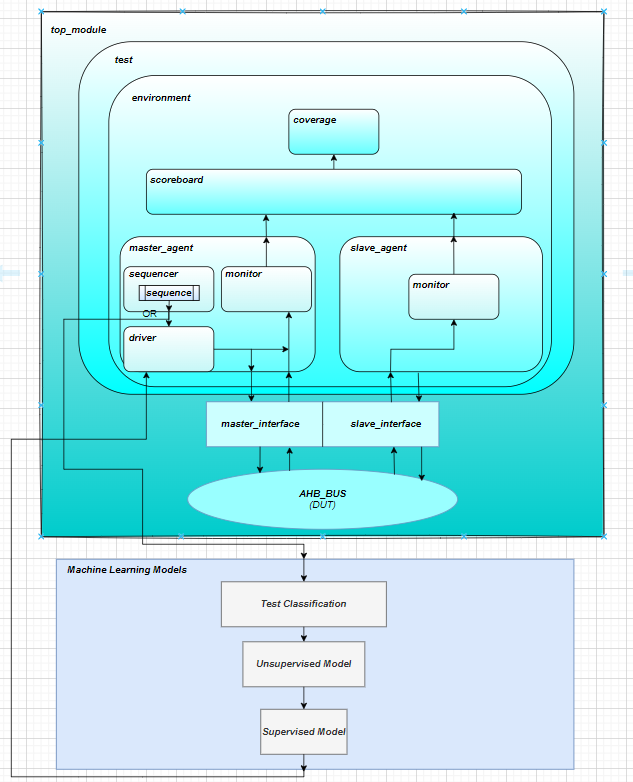 top_module
test
environment
coverage
scoreboard
master_agent
slave_agent
sequencer
sequence
monitor
monitor
OR
driver
master_interface
slave_interface
AHB_BUS
(DUT)
Machine Learning Models
Test Classification
Unsupervised Model
Supervised Model